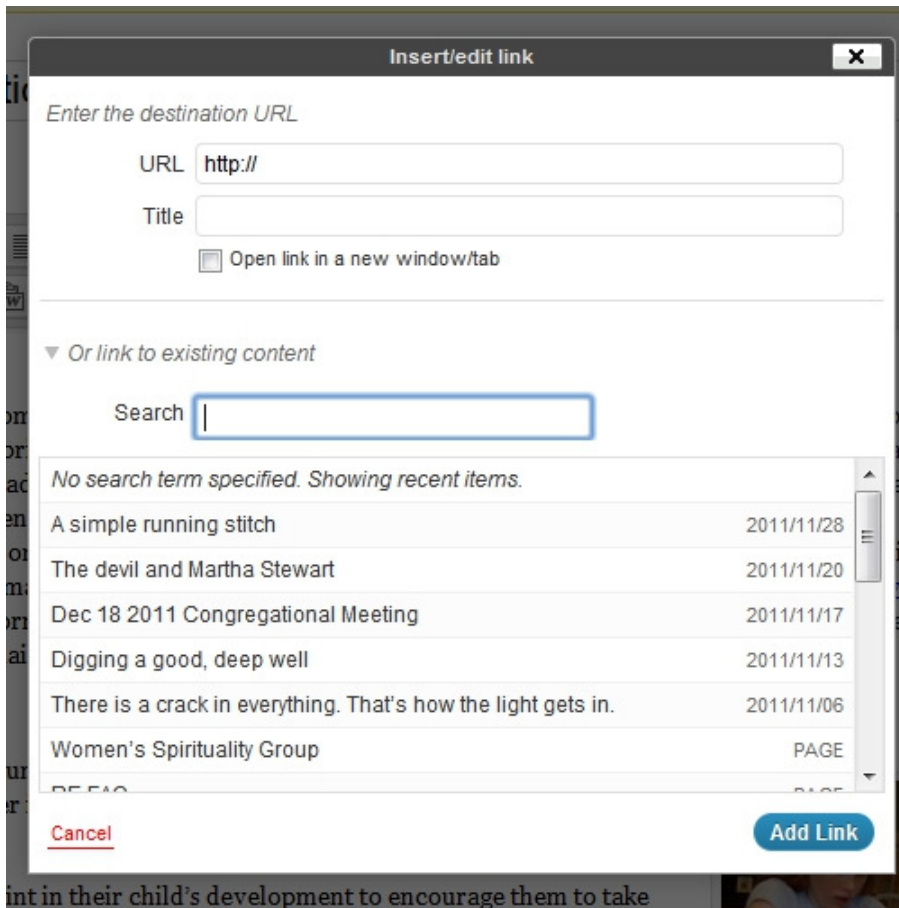 Insert/edit link
Enter the destination URL
URL http://
Title
Open link in a new window/tab
Or link to existing content
Search
No search term specified. Showing recent items.
A simple running stitch 2011/11/28
The devil and Martha Stewart 2011/11/20
Dec 18 2011 Congregational Meeting 2011/11/17
Digging a good, deep well 2011/11/13
There is a crack in everything. That's how the light gets in. 2011/11/06
Women's Spirituality Group PAGE
RE FAQ PAGE
Cancel Add Link
int in their child's development to encourage them to take